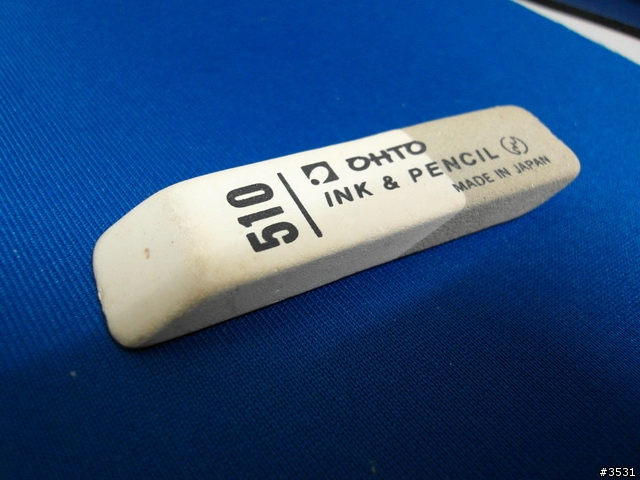 510
OHTO
INK & PENCIL
MADE IN JAPAN
#3531